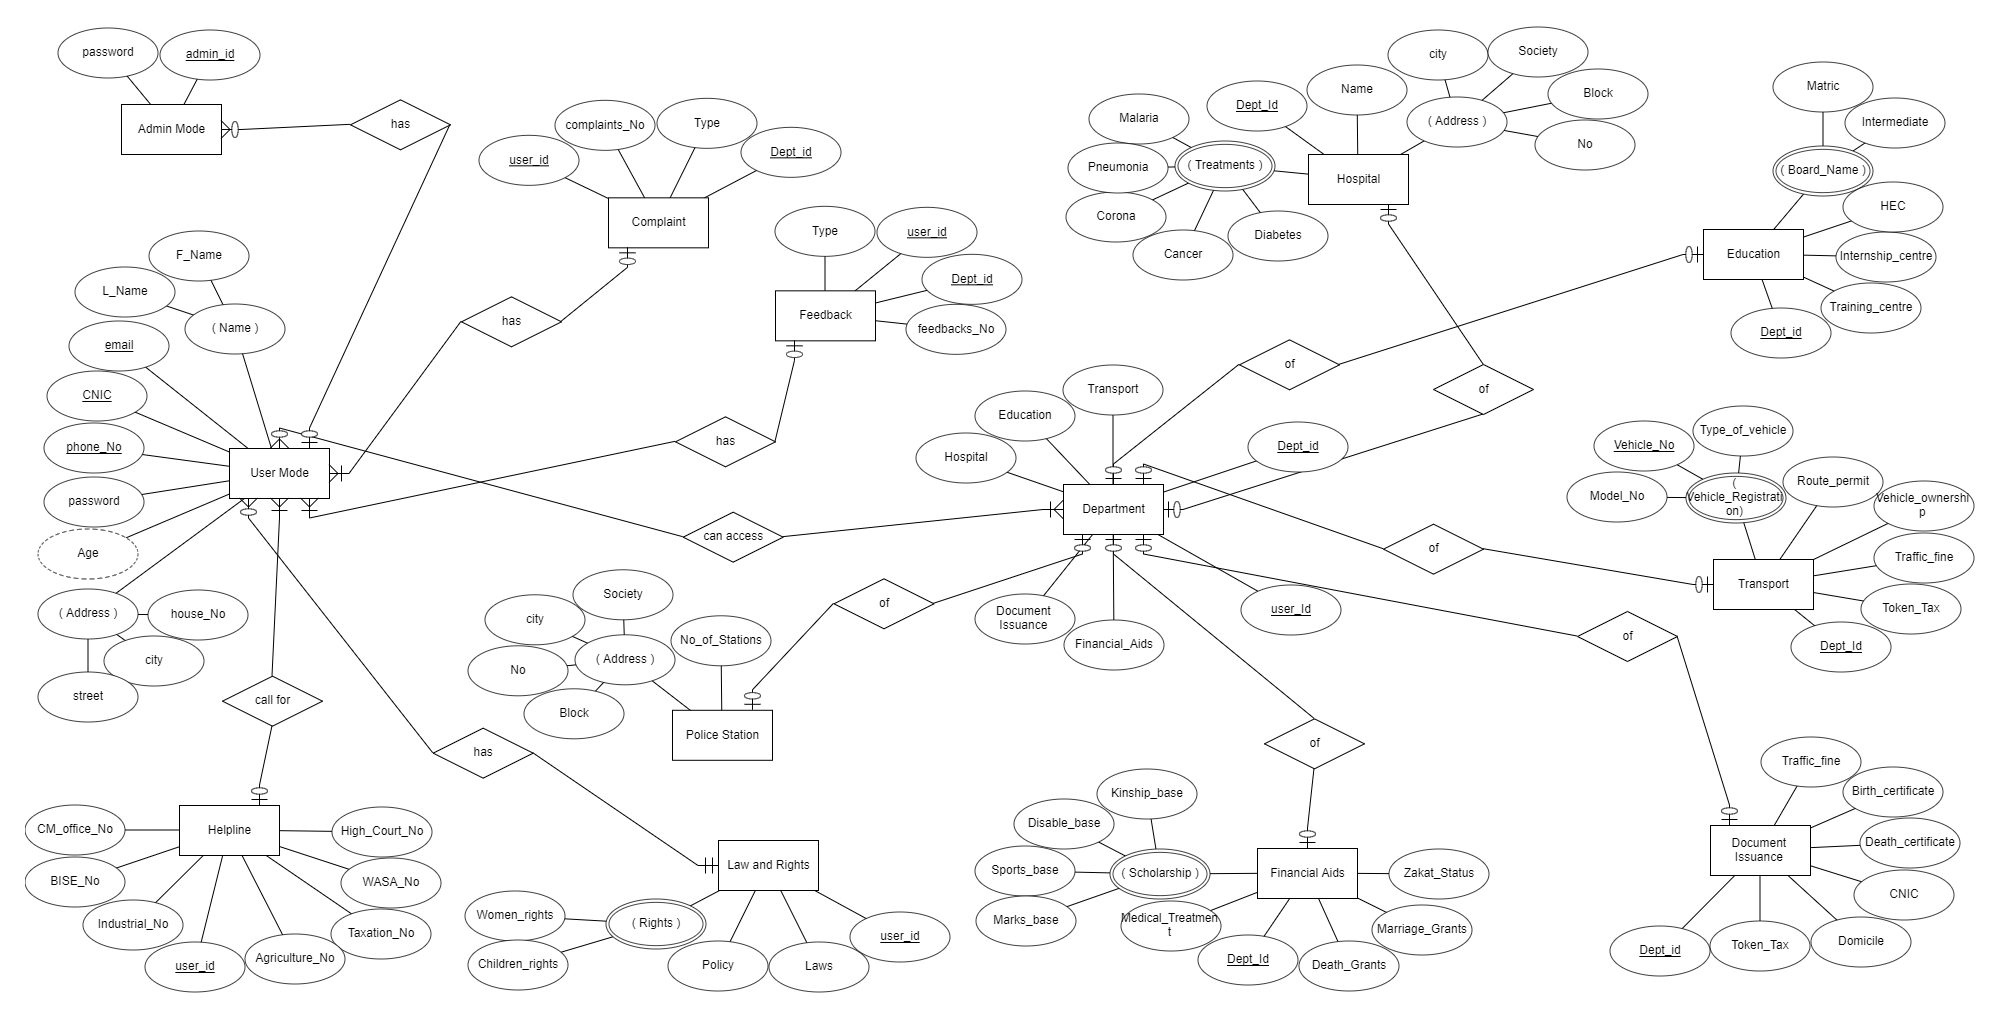 password
admin_id
Admin Mode
has
user_id
complaints_No
Type
Dept_id
Complaint
Type
user_id
Dept_id
feedbacks_No
Feedback
has
has
F_Name
L_Name
( Name )
email
CNIC
phone_No
password
Age
( Address )
house_No
city
street
User Mode
can access
call for
has
Malaria
Pneumonia
Corona
Cancer
Diabetes
( Treatments )
Dept_Id
Name
city
Society
Block
No
( Address )
Hospital
Matric
Intermediate
( Board_Name )
HEC
Internship_centre
Training_centre
Dept_id
Education
of
of
Transport
Education
Hospital
Dept_id
Department
Document
Issuance
Financial_Aids
user_Id
of
of
of
of
Vehicle_No
Type_of_vehicle
Model_No
(
Vehicle_Registrati
on)
Route_permit
Vehicle_ownershi
p
Traffic_fine
Token_Tax
Dept_Id
Transport
Society
city
No
Block
( Address )
No_of_Stations
Police Station
CM_office_No
BISE_No
Industrial_No
user_id
Agriculture_No
Taxation_No
WASA_No
High_Court_No
Helpline
Law and Rights
Women_rights
Children_rights
( Rights )
Policy
Laws
user_id
Kinship_base
Disable_base
Sports_base
Marks_base
( Scholarship )
Medical_Treatmen
t
Dept_Id
Death_Grants
Marriage_Grants
Zakat_Status
Financial Aids
Traffic_fine
Birth_certificate
Death_certificate
CNIC
Domicile
Token_Tax
Dept_id
Document
Issuance